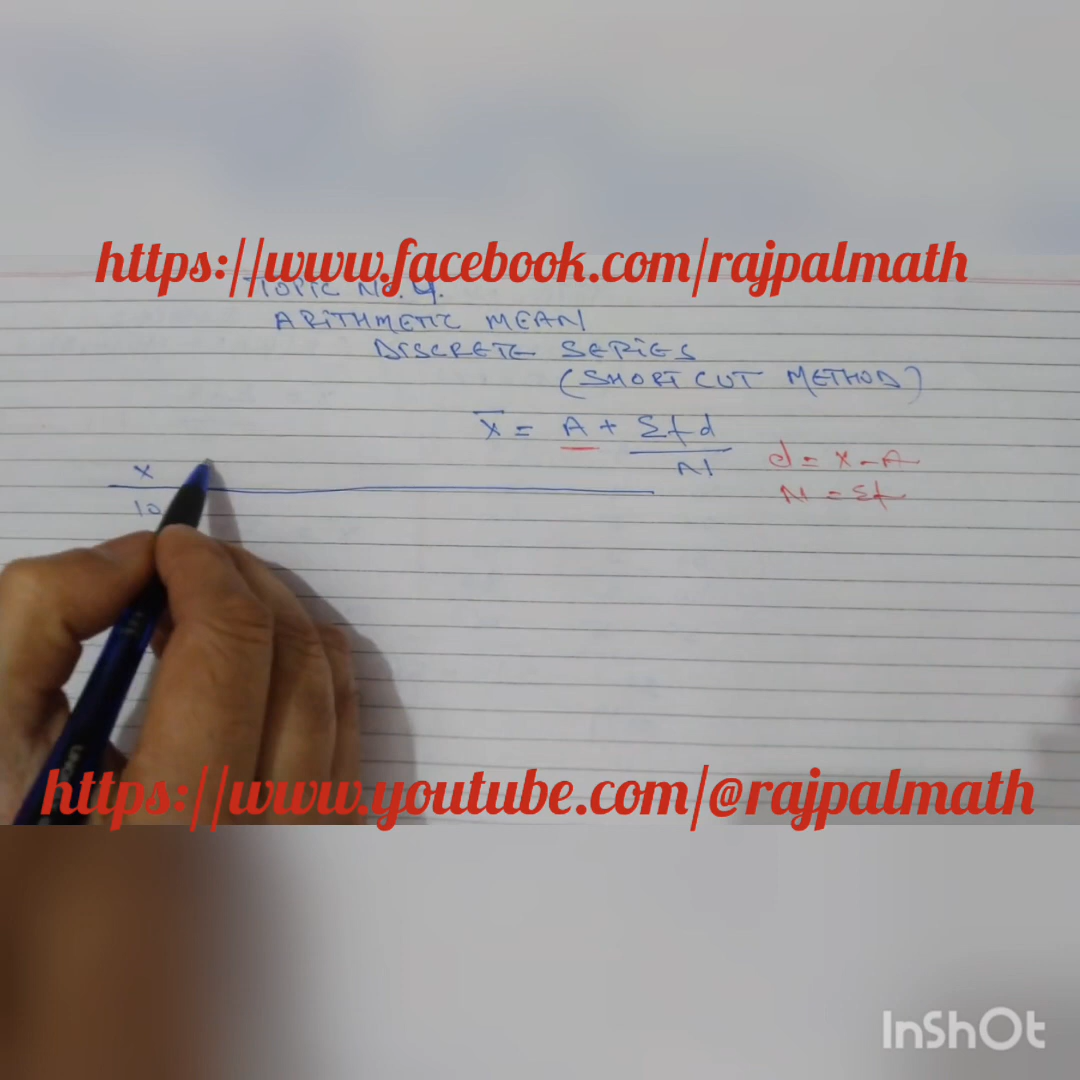 https://www.facebook.com/rajpalmath
TOPIC No. 4.
ARITHMETIC MEAN
DISCRETE SERIES
(SHORT CUT METHOD)
x̄ = A + Σfd
N
d = x - A
N = Σf
x
10
https://www.youtube.com/@rajpalmath
InShOt